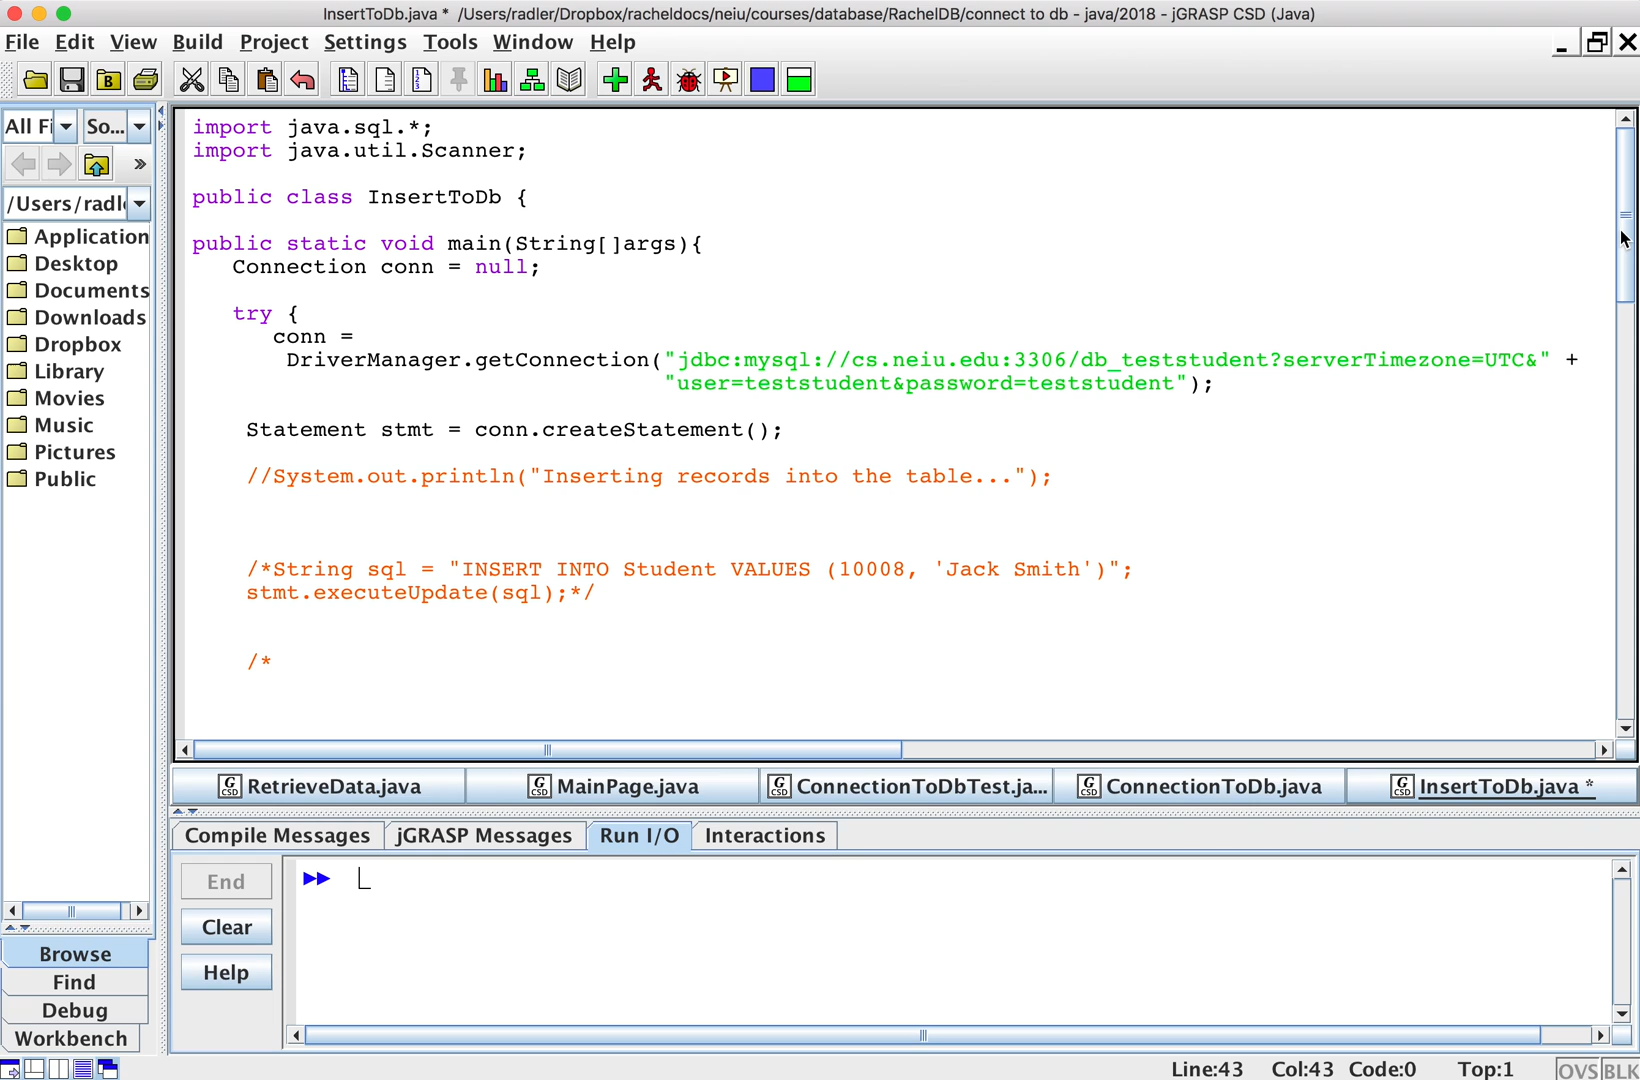 InsertToDb.java * /Users/radler/Dropbox/racheldocs/neiu/courses/database/RachelDB/connect to db - java/2018 - jGRASP CSD (Java)
File Edit View Build Project Settings Tools Window Help
All Fi So...
/Users/radl
Application
Desktop
Documents
Downloads
Dropbox
Library
Movies
Music
Pictures
Public
Browse
Find
Debug
Workbench
import java.sql.*;
import java.util.Scanner;
public class InsertToDb {
public static void main(String[]args){
Connection conn = null;
try {
conn =
DriverManager.getConnection("jdbc:mysql://cs.neiu.edu:3306/db_teststudent?serverTimezone=UTC&" +
"user=teststudent&password=teststudent");
Statement stmt = conn.createStatement();
//System.out.println("Inserting records into the table...");
/*String sql = "INSERT INTO Student VALUES (10008, 'Jack Smith')";
stmt.executeUpdate(sql);*/
/*
RetrieveData.java MainPage.java ConnectionToDbTest.ja... ConnectionToDb.java InsertToDb.java *
Compile Messages jGRASP Messages Run I/O Interactions
End
Clear
Help
Line:43 Col:43 Code:0 Top:1 OVS BLK